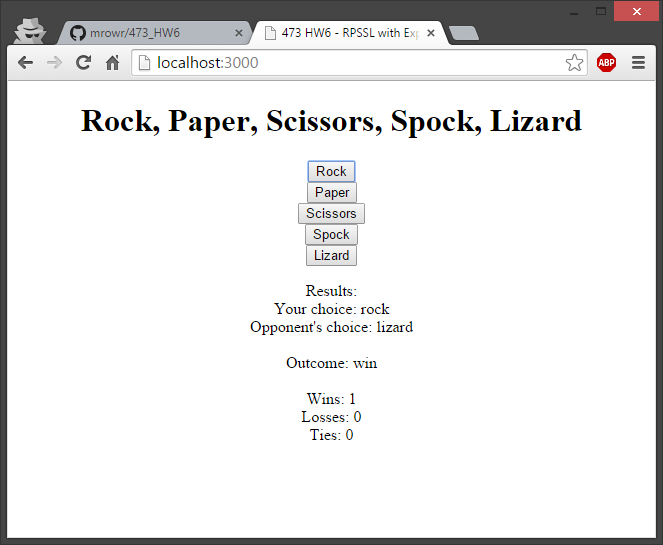 mrowr/473_HW6
473 HW6 - RPSSL with Exp
localhost:3000
ABP
Rock, Paper, Scissors, Spock, Lizard
Rock
Paper
Scissors
Spock
Lizard
Results:
Your choice: rock
Opponent's choice: lizard
Outcome: win
Wins: 1
Losses: 0
Ties: 0